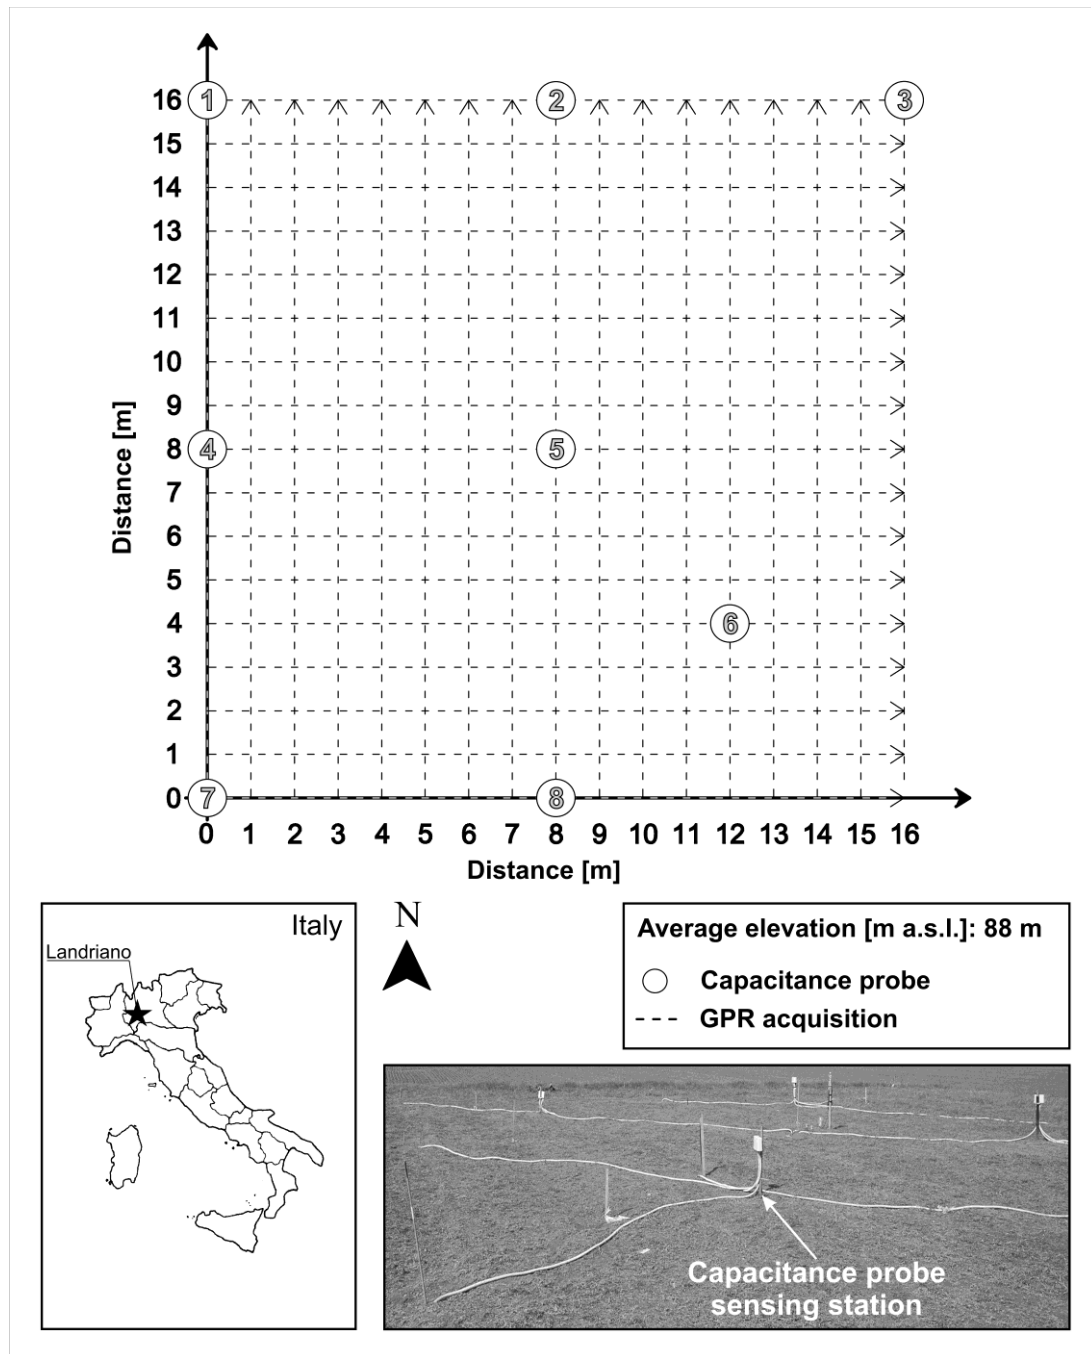 16
15
14
13
12
11
10
9
8
7
6
5
4
3
2
1
0
Distance [m]
1
2
3
4
5
6
7
8
0 1 2 3 4 5 6 7 8 9 10 11 12 13 14 15 16
Distance [m]
Italy
Landriano
N
Average elevation [m a.s.l.]: 88 m
Capacitance probe
GPR acquisition
Capacitance probe
sensing station